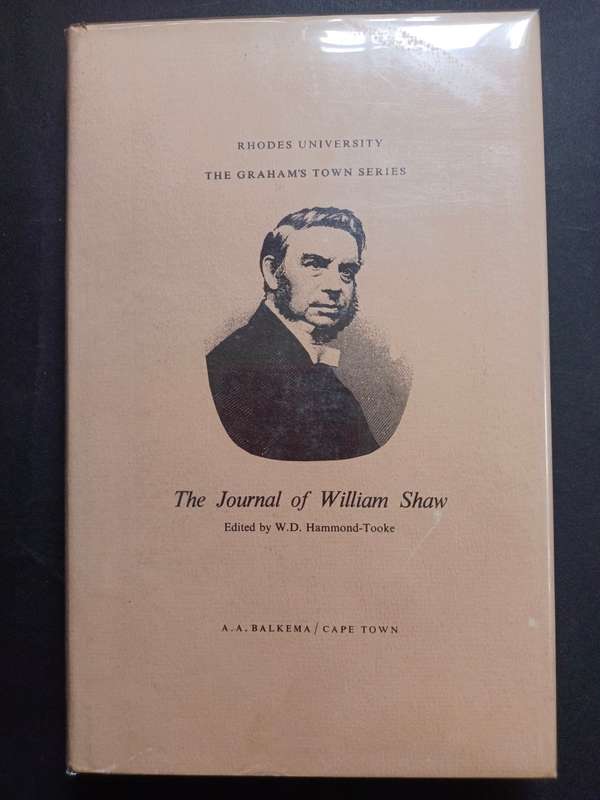 RHODES UNIVERSITY
THE GRAHAM'S TOWN SERIES
The Journal of William Shaw
Edited by W.D. Hammond-Tooke
A.A. BALKEMA / CAPE TOWN